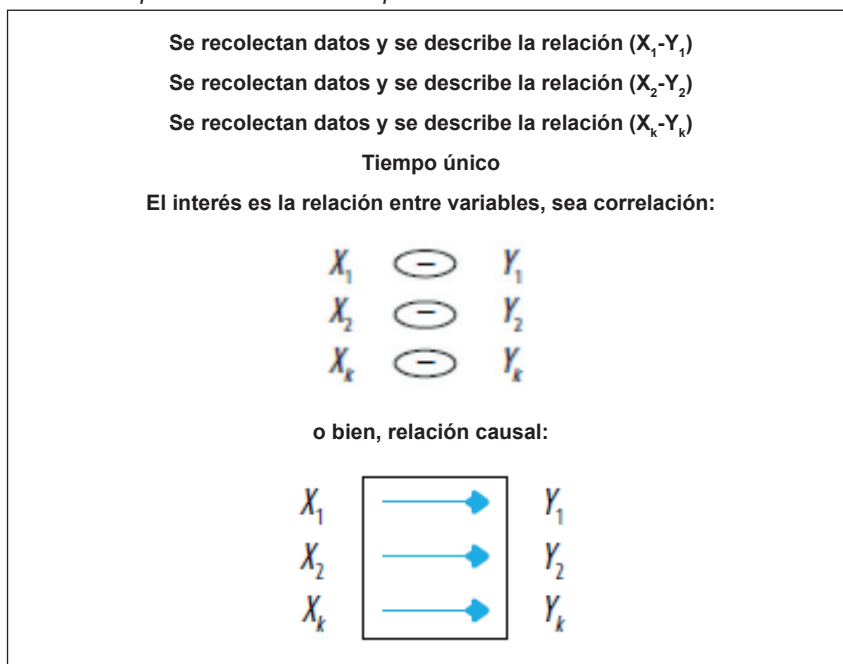 Se recolectan datos y se describe la relación (X₁-Y₁)
Se recolectan datos y se describe la relación (X₂-Y₂)
Se recolectan datos y se describe la relación (Xₖ-Yₖ)
Tiempo único
El interés es la relación entre variables, sea correlación:
X₁ – Y₁
X₂ – Y₂
Xₖ – Yₖ
o bien, relación causal:
X₁ Y₁
X₂ Y₂
Xₖ Yₖ